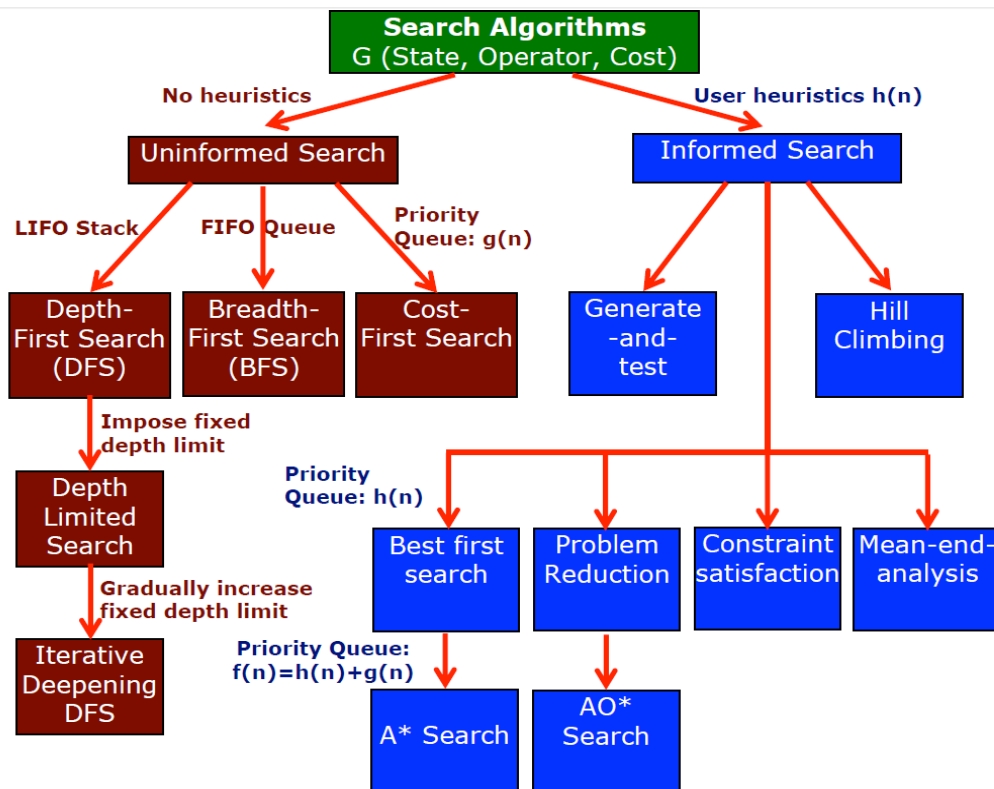 Search Algorithms
G (State, Operator, Cost)
No heuristics
User heuristics h(n)
Uninformed Search
Informed Search
LIFO Stack
FIFO Queue
Priority
Queue: g(n)
Depth-
First Search
(DFS)
Breadth-
First Search
(BFS)
Cost-
First Search
Generate
-and-
test
Hill
Climbing
Impose fixed
depth limit
Priority
Queue: h(n)
Depth
Limited
Search
Best first
search
Problem
Reduction
Constraint
satisfaction
Mean-end-
analysis
Gradually increase
fixed depth limit
Priority Queue:
f(n)=h(n)+g(n)
Iterative
Deepening
DFS
A* Search
AO*
Search